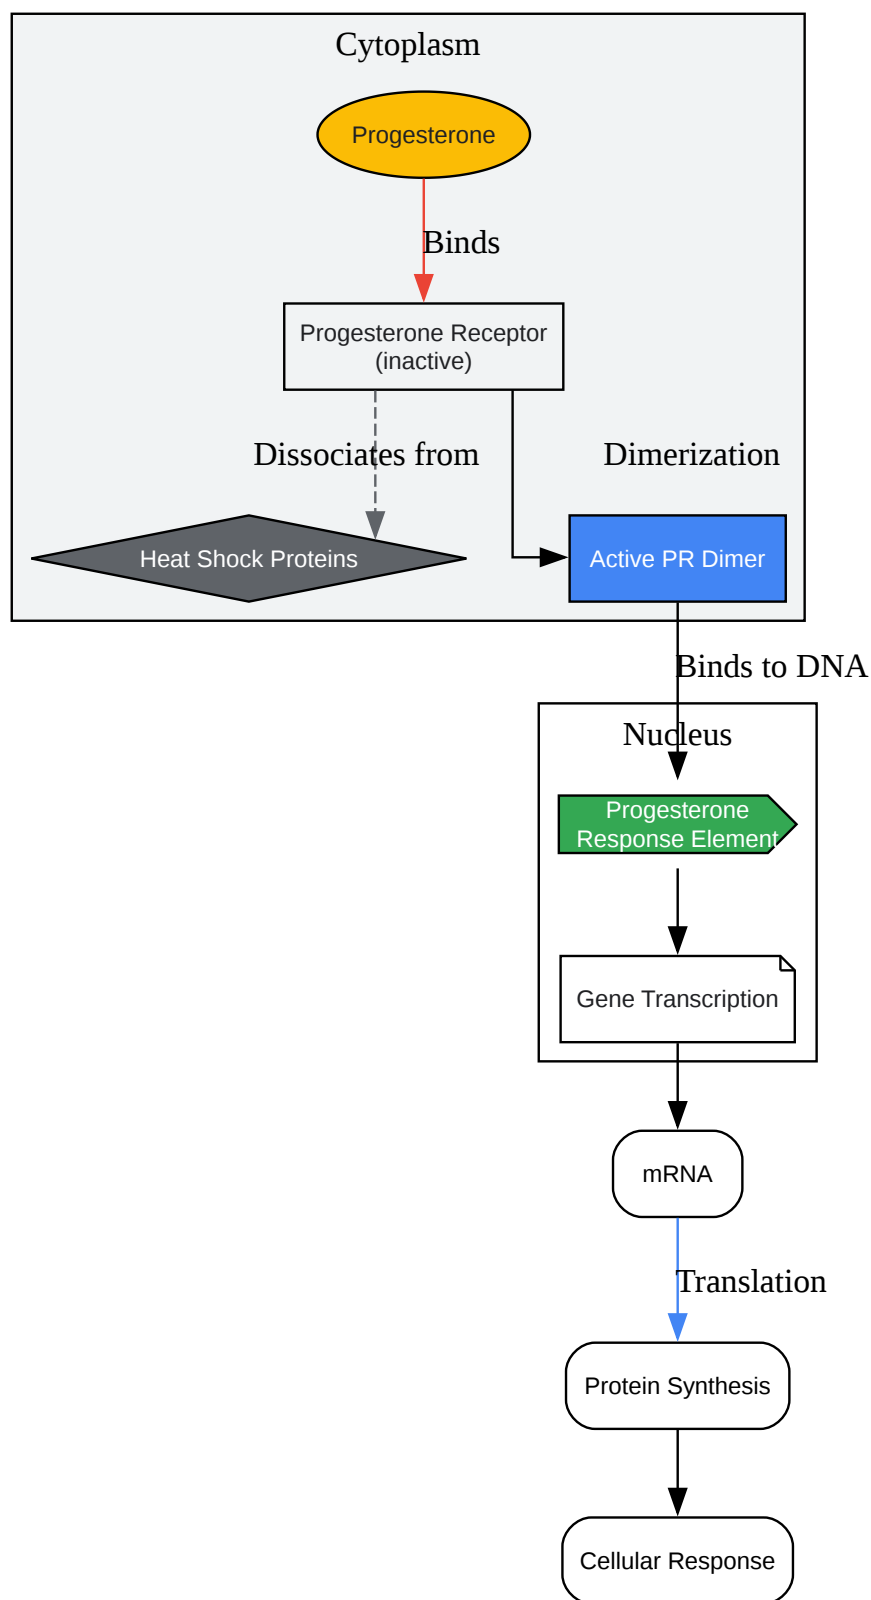 Cytoplasm
Progesterone
Binds
Progesterone Receptor
(inactive)
Dissociates from
Dimerization
Heat Shock Proteins
Active PR Dimer
Binds to DNA
Nucleus
Progesterone
Response Element
Gene Transcription
mRNA
Translation
Protein Synthesis
Cellular Response